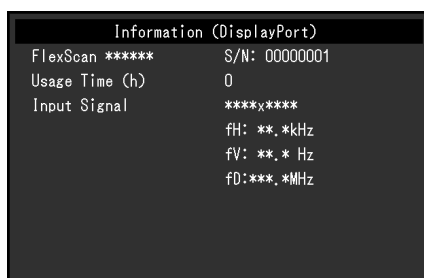 Information (DisplayPort)
FlexScan ****** S/N: 00000001
Usage Time (h) 0
Input Signal ****x****
fH: **.*kHz
fV: **.* Hz
fD:***.*MHz